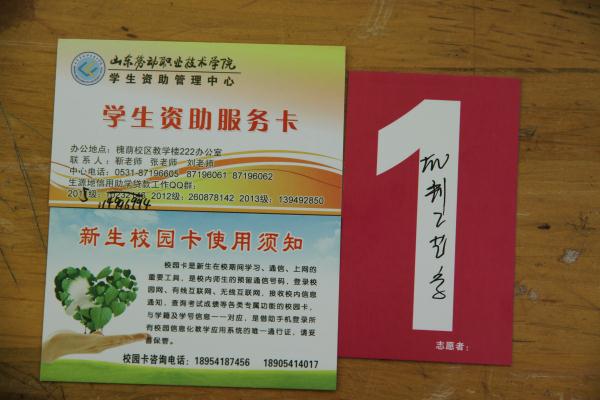 山东劳动职业技术学院
学生资助管理中心
学生资助服务卡
办公地点：槐荫校区教学楼222办公室
联系人：靳老师 张老师 刘老师
中心电话：0531-87196605 87196061 87196062
生源地信用助学贷款工作QQ群：
2012级：260878142 2013级：139492850
新生校园卡使用须知
校园卡是新生在校期间学习、通信、上网的
重要工具，是校内师生的预留通信号码，登录校
园网、有线互联网、无线互联网，接收校内信息
通知，查询考试成绩等各类专属功能的校园卡，
与学籍及学号信息一一对应，是借助手机登录所
有校园信息化教学应用系统的唯一通行证，请妥
善保管。
校园卡咨询电话：18954187456 18905414017
1
志愿者：